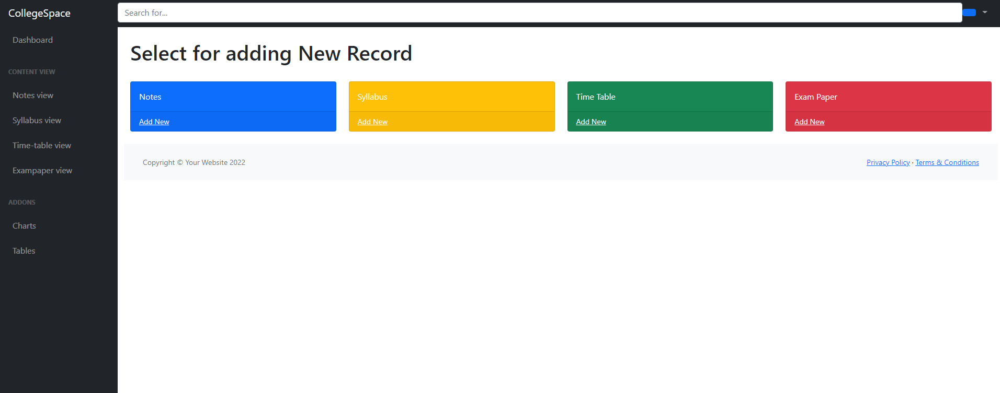 CollegeSpace
Search for...
Dashboard
CONTENT VIEW
Notes view
Syllabus view
Time-table view
Exampaper view
ADDONS
Charts
Tables
Select for adding New Record
Notes
Add New
Syllabus
Add New
Time Table
Add New
Exam Paper
Add New
Copyright © Your Website 2022
Privacy Policy · Terms & Conditions